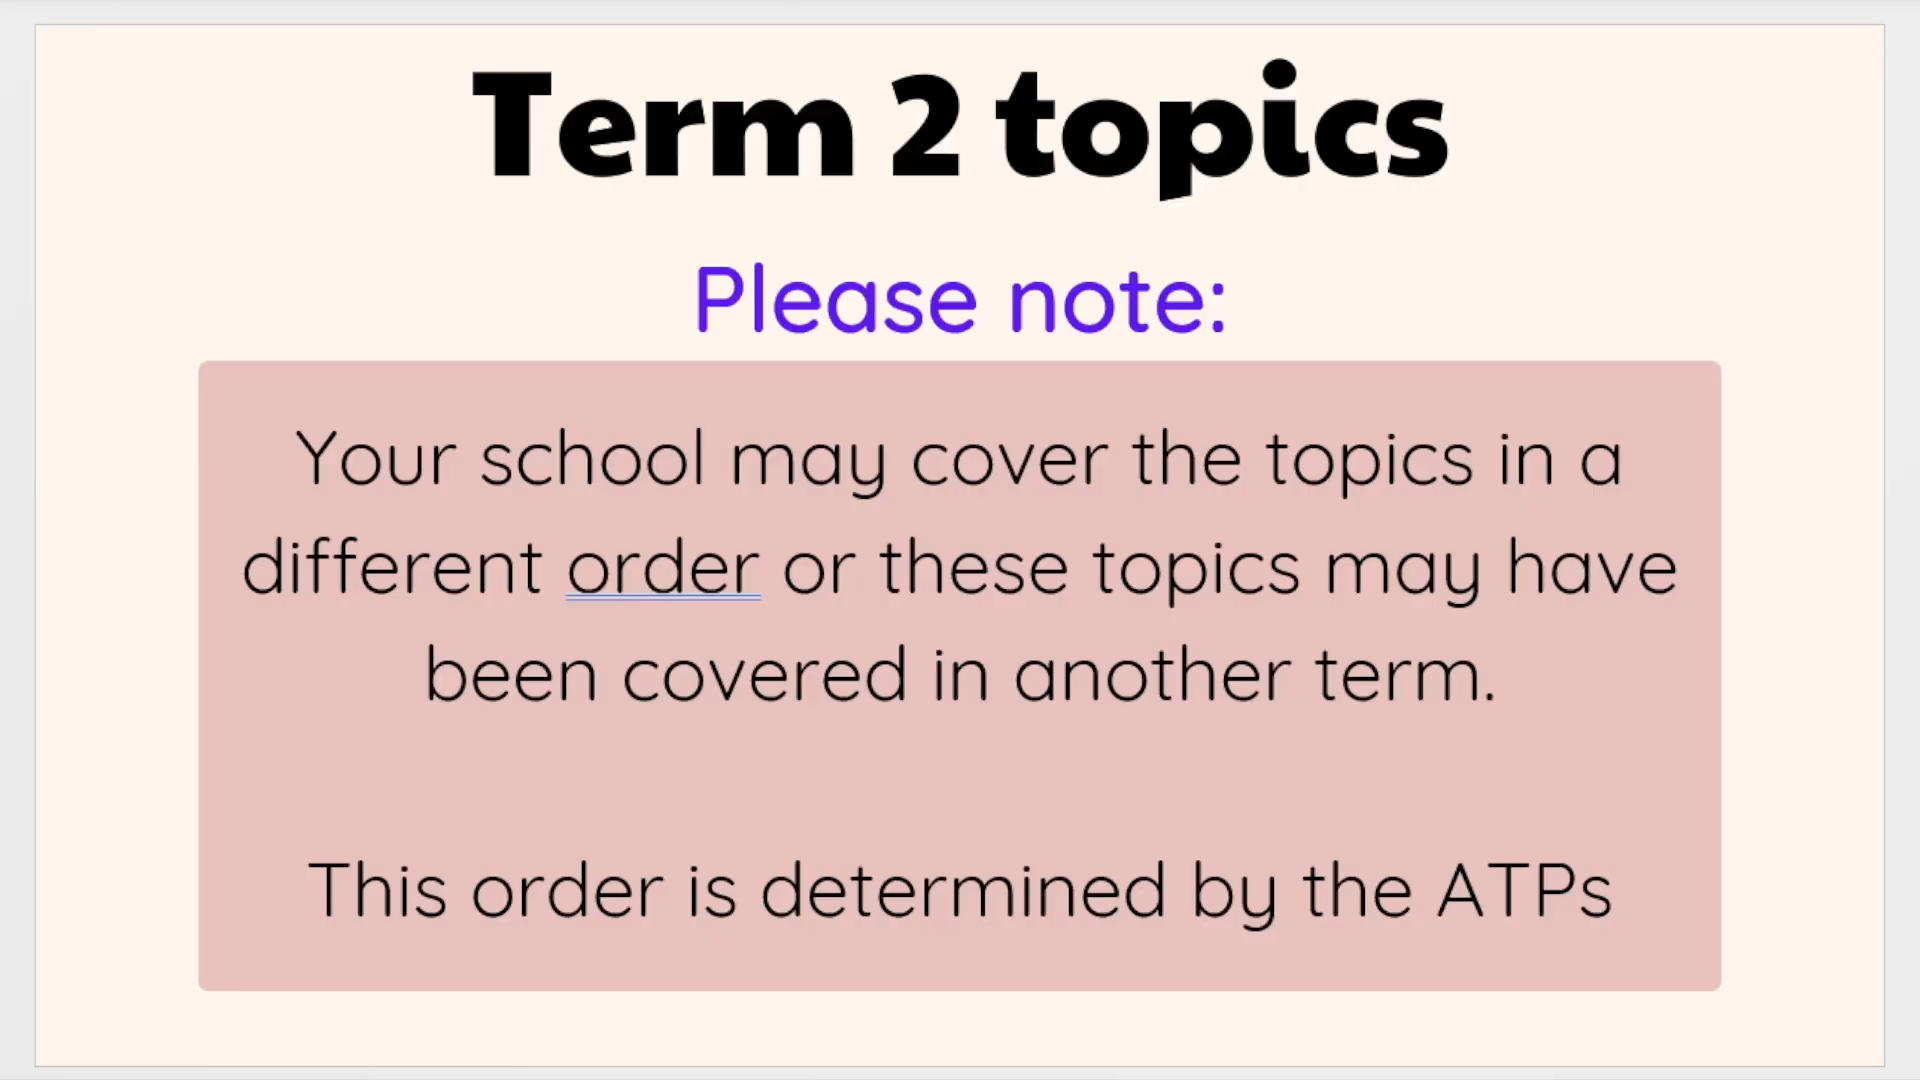 Term 2 topics
Please note:
Your school may cover the topics in a
different order or these topics may have
been covered in another term.
This order is determined by the ATPs